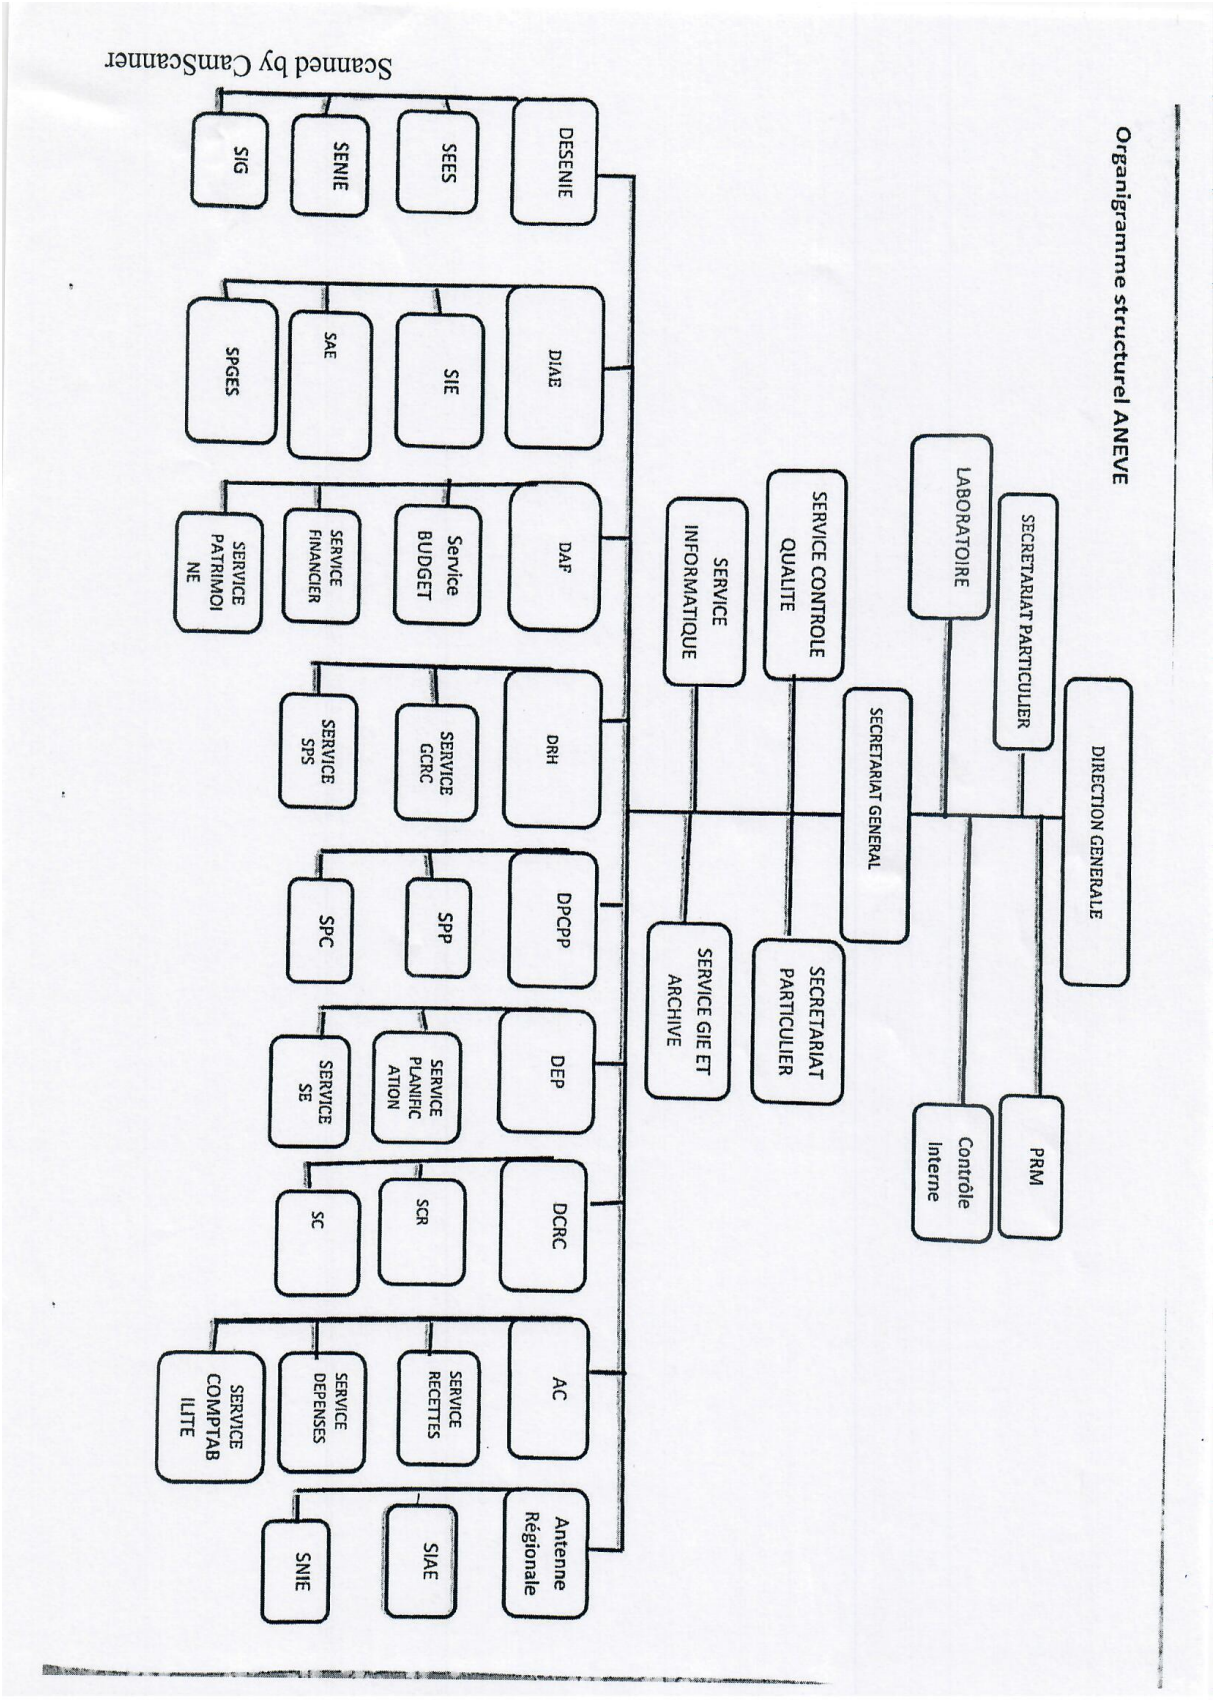 Organigramme structurel ANEVE
DIRECTION GENERALE
SECRETARIAT PARTICULIER
PRM
LABORATOIRE
Contrôle
Interne
SECRETARIAT GENERAL
SERVICE CONTROLE
QUALITE
SECRETARIAT
PARTICULIER
SERVICE
INFORMATIQUE
SERVICE GIE ET
ARCHIVE
DESENIE
SEES
SENIE
SIG
DIAE
SIE
SAE
SPGES
DAF
Service
BUDGET
SERVICE
FINANCIER
SERVICE
PATRIMOI
NE
DRH
SERVICE
GCRC
SERVICE
SPS
DPCPP
SPP
SPC
DEP
SERVICE
PLANIFIC
ATION
SERVICE
SE
DCRC
SCR
SC
AC
SERVICE
RECETTES
SERVICE
DEPENSES
SERVICE
COMPTAB
ILITE
Antenne
Régionale
SIAE
SNIE
Scanned by CamScanner